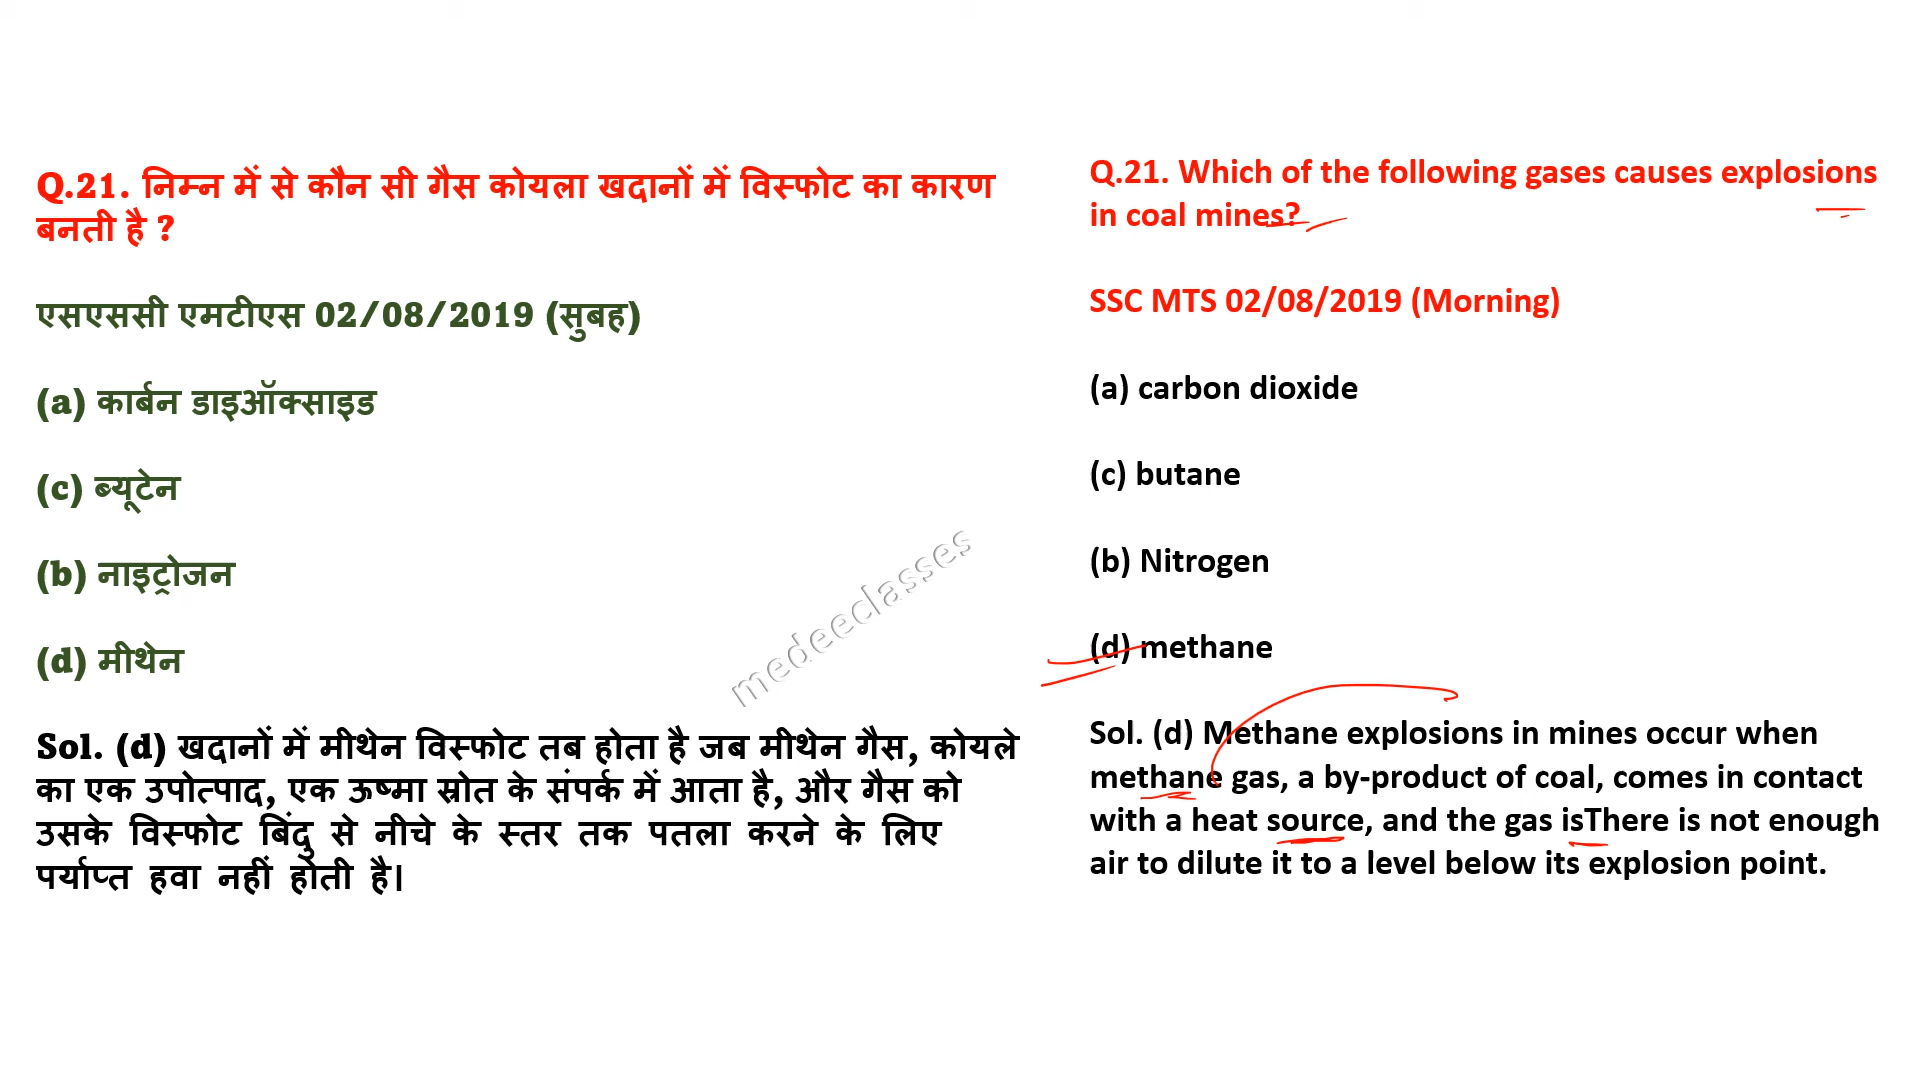 Q.21. निम्न में से कौन सी गैस कोयला खदानों में विस्फोट का कारण
बनती है ?
एसएससी एमटीएस 02/08/2019 (सुबह)
(a) कार्बन डाइऑक्साइड
(c) ब्यूटेन
(b) नाइट्रोजन
(d) मीथेन
Sol. (d) खदानों में मीथेन विस्फोट तब होता है जब मीथेन गैस, कोयले
का एक उपोत्पाद, एक ऊष्मा स्रोत के संपर्क में आता है, और गैस को
उसके विस्फोट बिंदु से नीचे के स्तर तक पतला करने के लिए
पर्याप्त हवा नहीं होती है।
medeeclasses
Q.21. Which of the following gases causes explosions
in coal mines?
SSC MTS 02/08/2019 (Morning)
(a) carbon dioxide
(c) butane
(b) Nitrogen
(d) methane
Sol. (d) Methane explosions in mines occur when
methane gas, a by-product of coal, comes in contact
with a heat source, and the gas isThere is not enough
air to dilute it to a level below its explosion point.